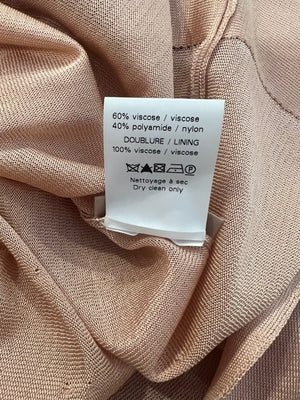 60% viscose / viscose
40% polyamide / nylon
DOUBLURE / LINING
100% viscose / viscose
P
Nettoyage à sec
Dry clean only